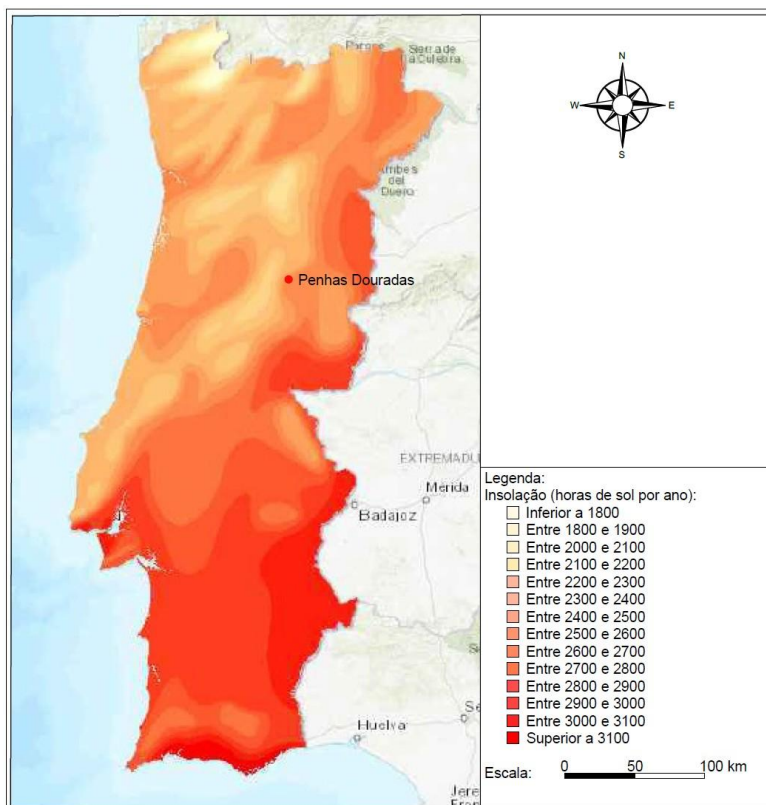 Sierra de
la Culebra
N
W E
S
Arribes
del
Duero
Penhas Douradas
EXTREMADU
Mérida
Badajoz
Huelva
Se
Jere
Fron
Legenda:
Insolação (horas de sol por ano):
Inferior a 1800
Entre 1800 e 1900
Entre 2000 e 2100
Entre 2100 e 2200
Entre 2200 e 2300
Entre 2300 e 2400
Entre 2400 e 2500
Entre 2500 e 2600
Entre 2600 e 2700
Entre 2700 e 2800
Entre 2800 e 2900
Entre 2900 e 3000
Entre 3000 e 3100
Superior a 3100
Escala: 0 50 100 km